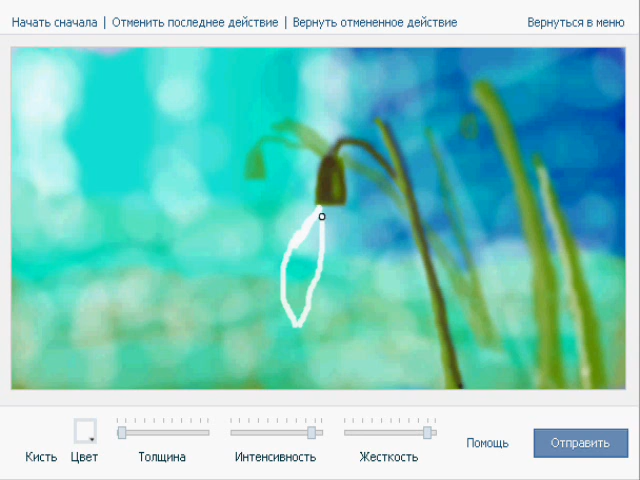 Начать сначала | Отменить последнее действие | Вернуть отмененное действие Вернуться в меню
Кисть Цвет Толщина Интенсивность Жесткость Помощь Отправить